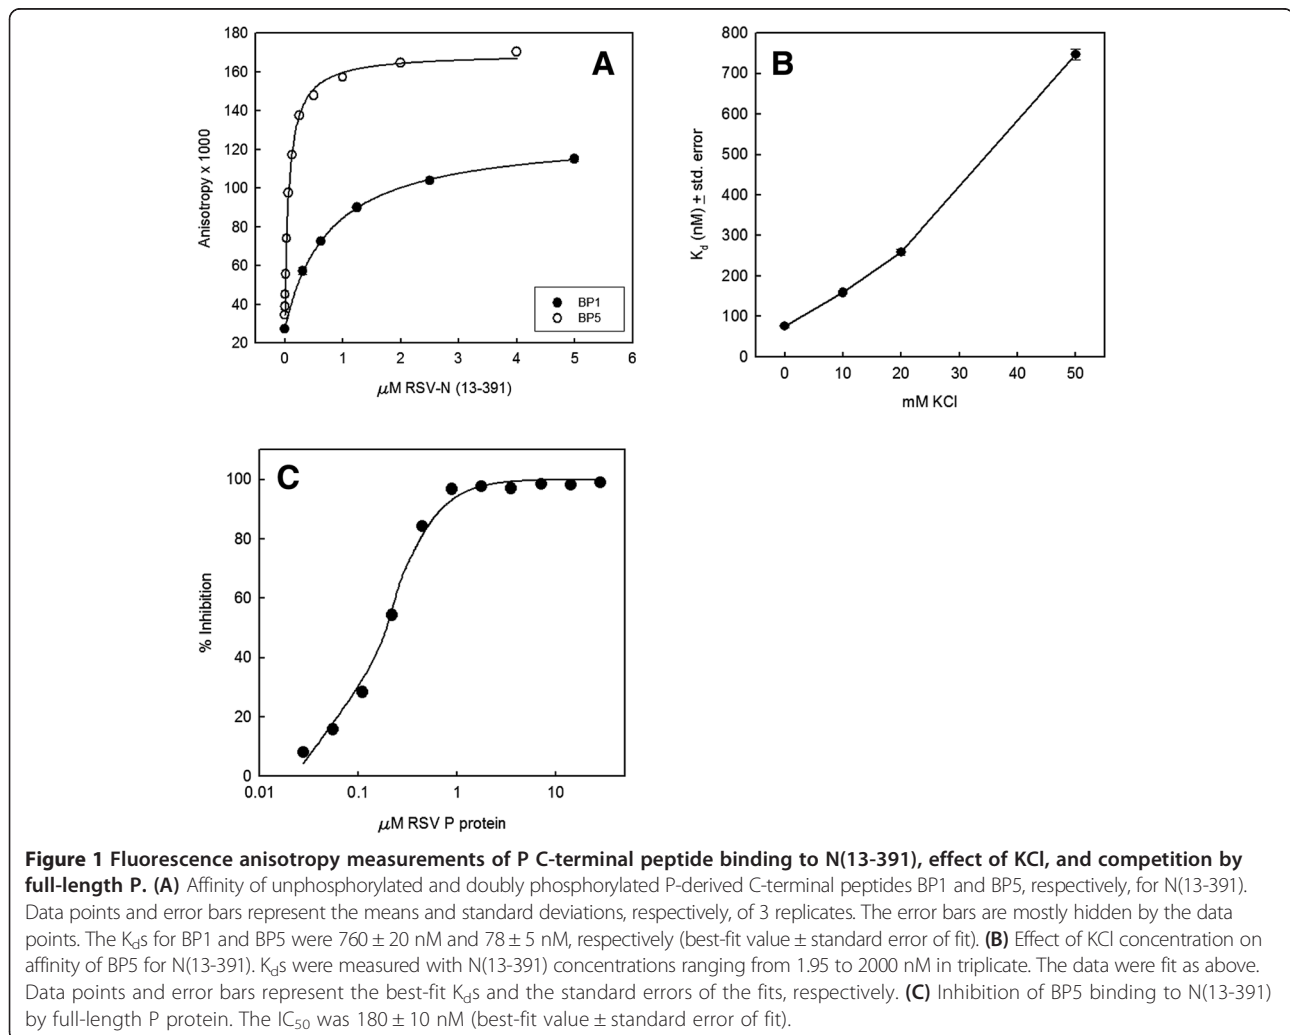 A
180
160
140
120
100
80
60
40
20
Anisotropy x 1000
BP1
BP5
0
1
2
3
4
5
6
μM RSV-N (13-391)
B
800
700
600
500
400
300
200
100
0
Kd (nM) ± std. error
0
10
20
30
40
50
mM KCl
C
100
80
60
40
20
0
% Inhibition
0.01
0.1
1
10
μM RSV P protein
Figure 1 Fluorescence anisotropy measurements of P C-terminal peptide binding to N(13-391), effect of KCl, and competition by
full-length P. (A) Affinity of unphosphorylated and doubly phosphorylated P-derived C-terminal peptides BP1 and BP5, respectively, for N(13-391).
Data points and error bars represent the means and standard deviations, respectively, of 3 replicates. The error bars are mostly hidden by the data
points. The Kds for BP1 and BP5 were 760 ± 20 nM and 78 ± 5 nM, respectively (best-fit value ± standard error of fit). (B) Effect of KCl concentration on
affinity of BP5 for N(13-391). Kds were measured with N(13-391) concentrations ranging from 1.95 to 2000 nM in triplicate. The data were fit as above.
Data points and error bars represent the best-fit Kds and the standard errors of the fits, respectively. (C) Inhibition of BP5 binding to N(13-391)
by full-length P protein. The IC50 was 180 ± 10 nM (best-fit value ± standard error of fit).